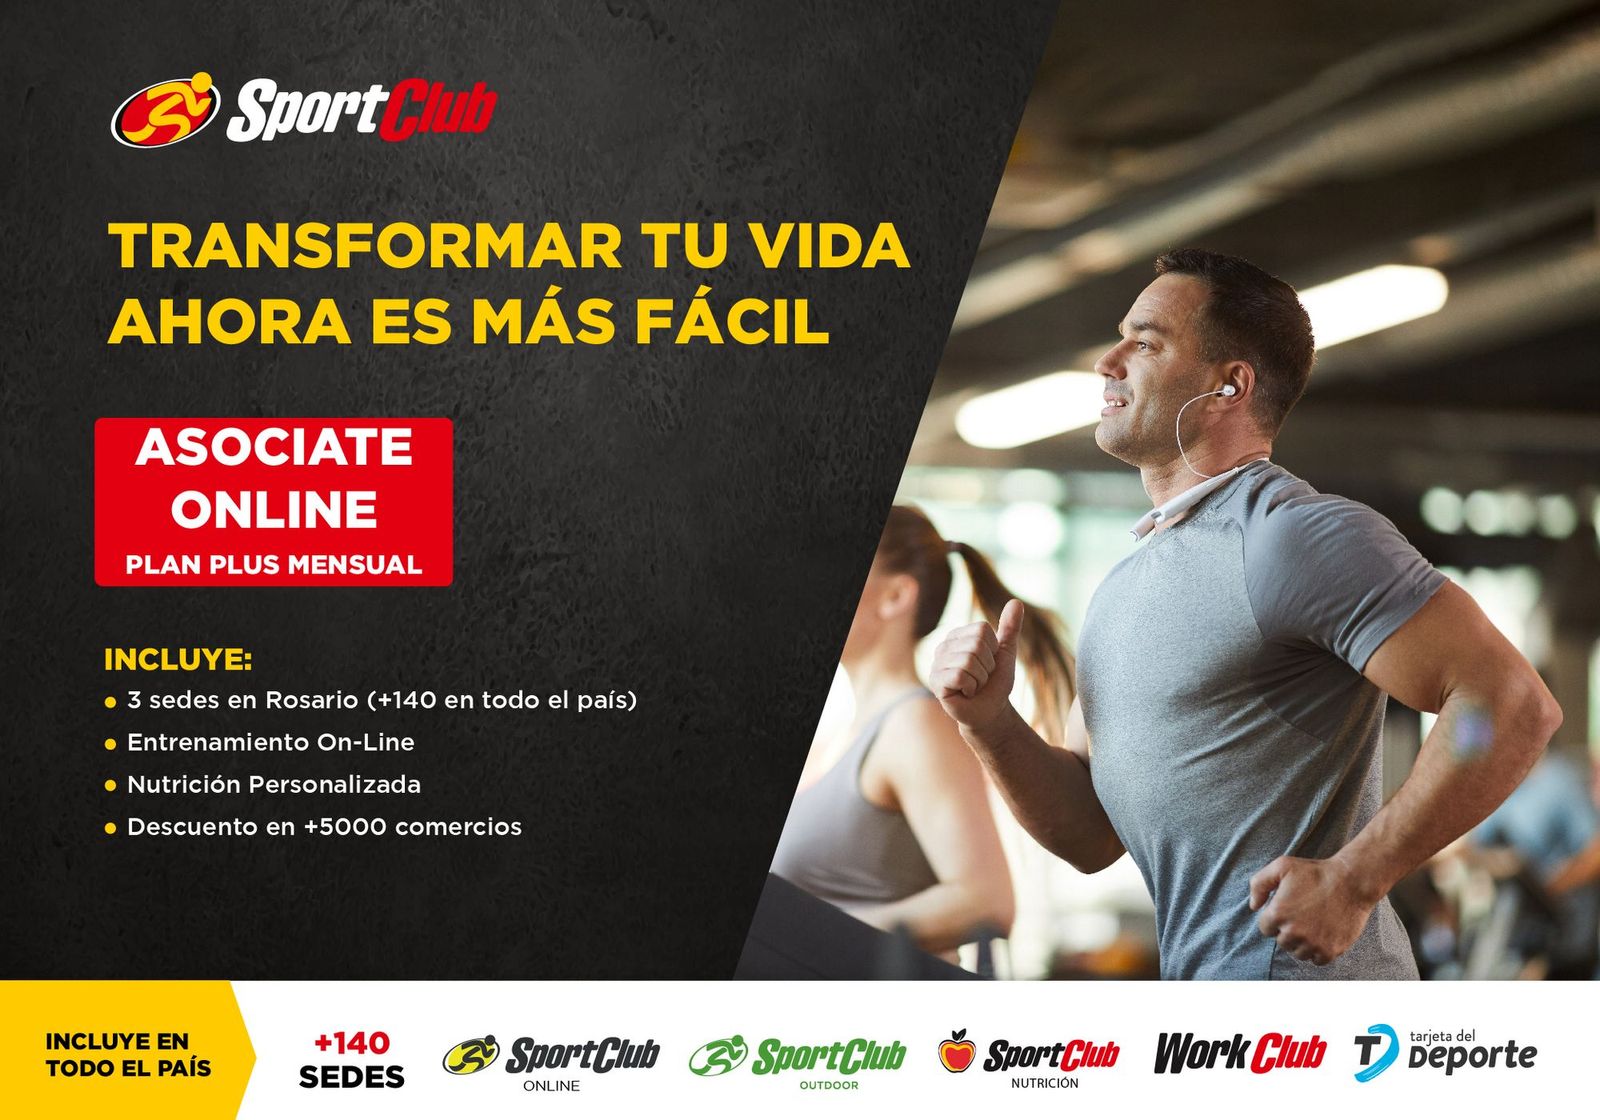 SportClub
TRANSFORMAR TU VIDA
AHORA ES MÁS FÁCIL
ASOCIATE
ONLINE
PLAN PLUS MENSUAL
INCLUYE:
• 3 sedes en Rosario (+140 en todo el país)
• Entrenamiento On-Line
• Nutrición Personalizada
• Descuento en +5000 comercios
INCLUYE EN
TODO EL PAÍS
+140
SEDES
SportClub
ONLINE
SportClub
OUTDOOR
SportClub
NUTRICIÓN
WorkClub
tarjeta del
Deporte